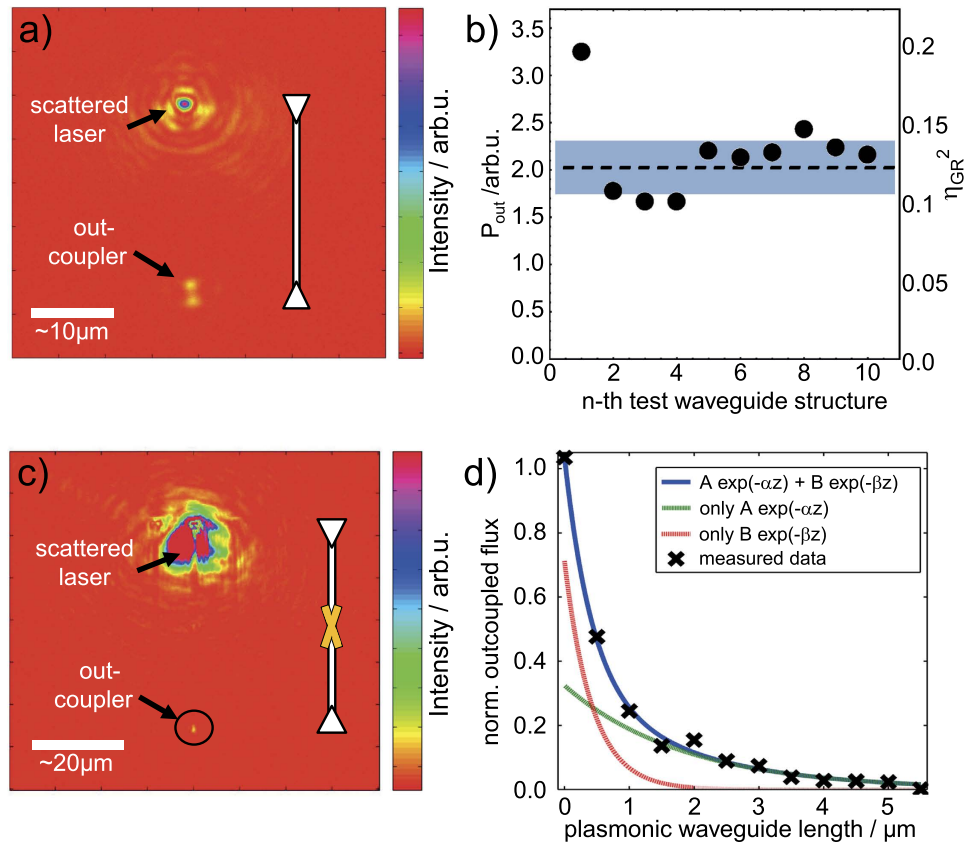 a)
scattered
laser
out-
coupler
~10µm
Intensity / arb.u.
b)
3.5
3.0
2.5
2.0
1.5
1.0
0.5
0.0
P_out /arb.u.
0.2
0.15
0.1
0.05
0.0
η_GR²
0 2 4 6 8 10
n-th test waveguide structure
c)
scattered
laser
out-
coupler
~20µm
Intensity / arb.u.
d)
1.0
0.8
0.6
0.4
0.2
0.0
norm. outcoupled flux
A exp(-αz) + B exp(-βz)
only A exp(-αz)
only B exp(-βz)
measured data
0 1 2 3 4 5
plasmonic waveguide length / µm